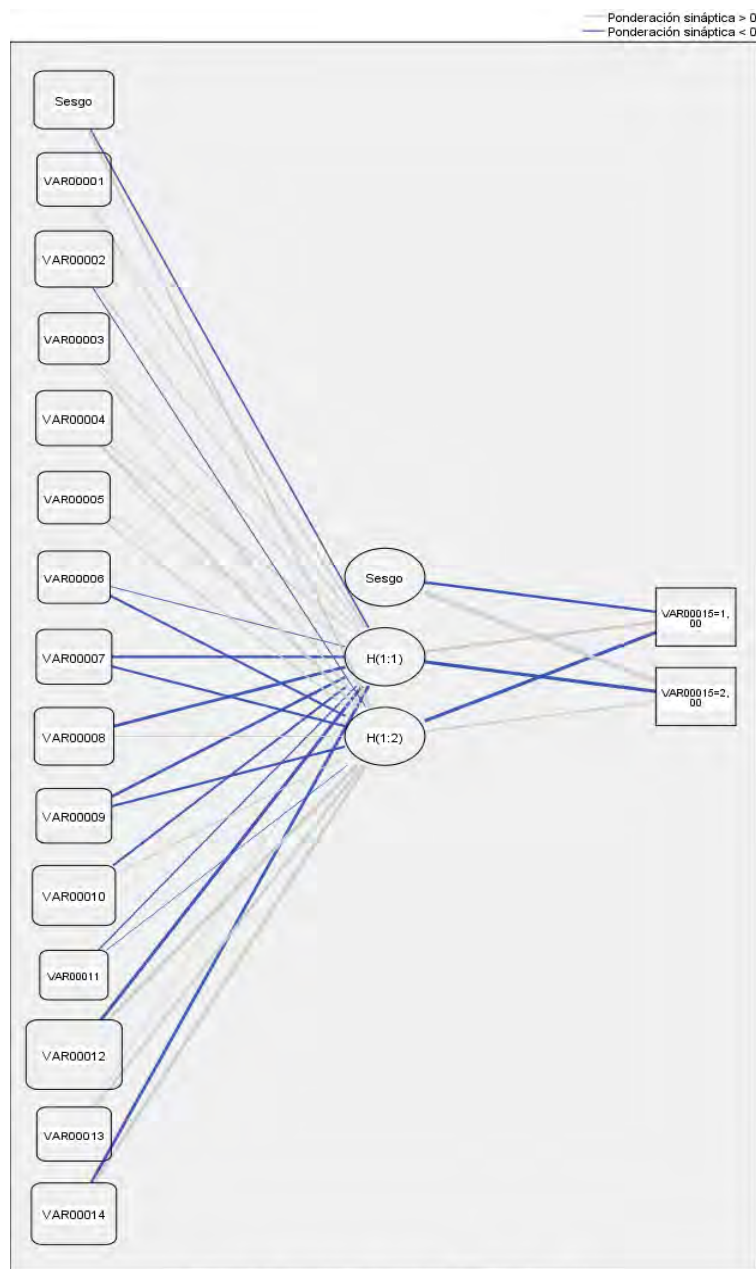 Ponderación sináptica > 0
Ponderación sináptica < 0
Sesgo
VAR00001
VAR00002
VAR00003
VAR00004
VAR00005
VAR00006
VAR00007
VAR00008
VAR00009
VAR00010
VAR00011
VAR00012
VAR00013
VAR00014
Sesgo
H(1:1)
H(1:2)
VAR00015=1,
00
VAR00015=2,
00